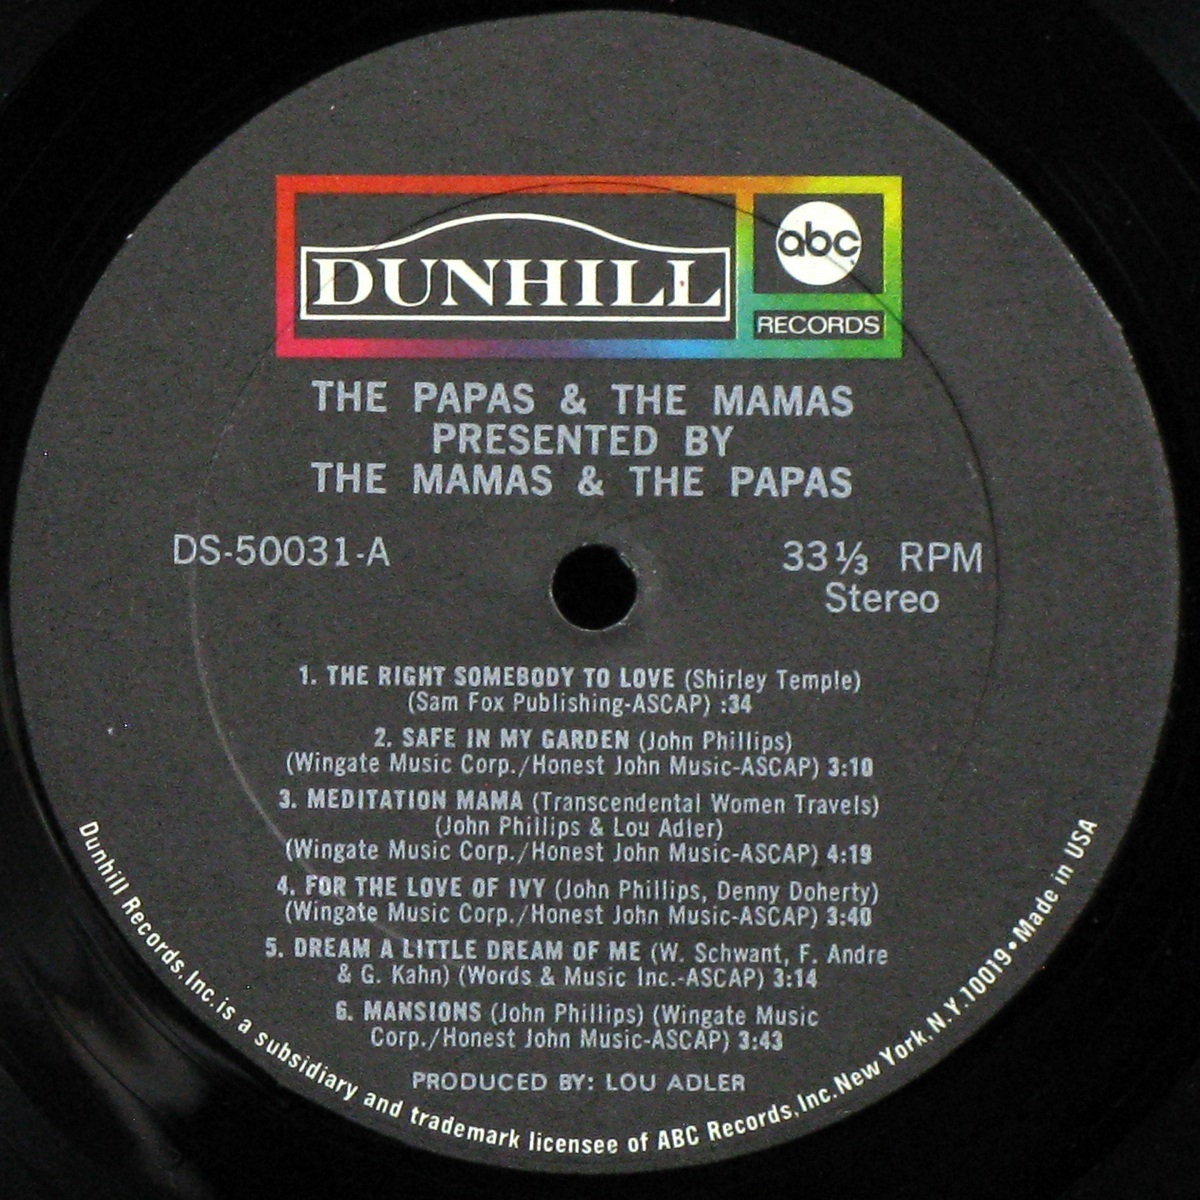 DUNHILL
abc
RECORDS
THE PAPAS & THE MAMAS
PRESENTED BY
THE MAMAS & THE PAPAS
DS-50031-A
33⅓ RPM
Stereo
1. THE RIGHT SOMEBODY TO LOVE (Shirley Temple)
(Sam Fox Publishing-ASCAP) :34
2. SAFE IN MY GARDEN (John Phillips)
(Wingate Music Corp./Honest John Music-ASCAP) 3:10
3. MEDITATION MAMA (Transcendental Women Travels)
(John Phillips & Lou Adler)
(Wingate Music Corp./Honest John Music-ASCAP) 4:19
4. FOR THE LOVE OF IVY (John Phillips, Denny Doherty)
(Wingate Music Corp./Honest John Music-ASCAP) 3:40
5. DREAM A LITTLE DREAM OF ME (W. Schwant, F. Andre
& G. Kahn) (Words & Music Inc.-ASCAP) 3:14
6. MANSIONS (John Phillips) (Wingate Music
Corp./Honest John Music-ASCAP) 3:43
PRODUCED BY: LOU ADLER
Dunhill Records, Inc. is a subsidiary and trademark licensee of ABC Records, Inc. New York, N.Y. 10019 • Made in USA